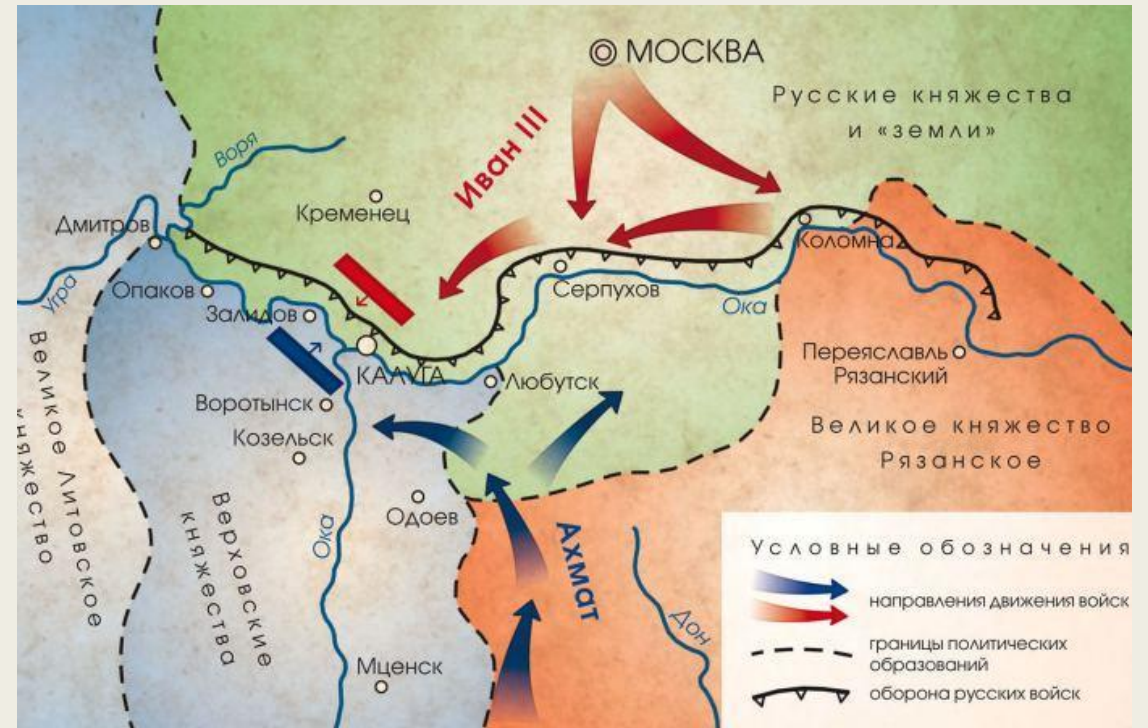 МОСКВА
Русские княжества
и «земли»
Иван III
Воря
Кременец
Дмитров
Коломна
Угра
Опаков
Серпухов
Ока
Залидов
КАЛУГА
Любутск
Переяславль
Рязанский
Воротынск
Козельск
Великое княжество
Рязанское
Великое Литовское
княжество
Верховские
княжества
Ока
Одоев
Ахмат
Дон
Мценск
Условные обозначения
направления движения войск
границы политических
образований
оборона русских войск